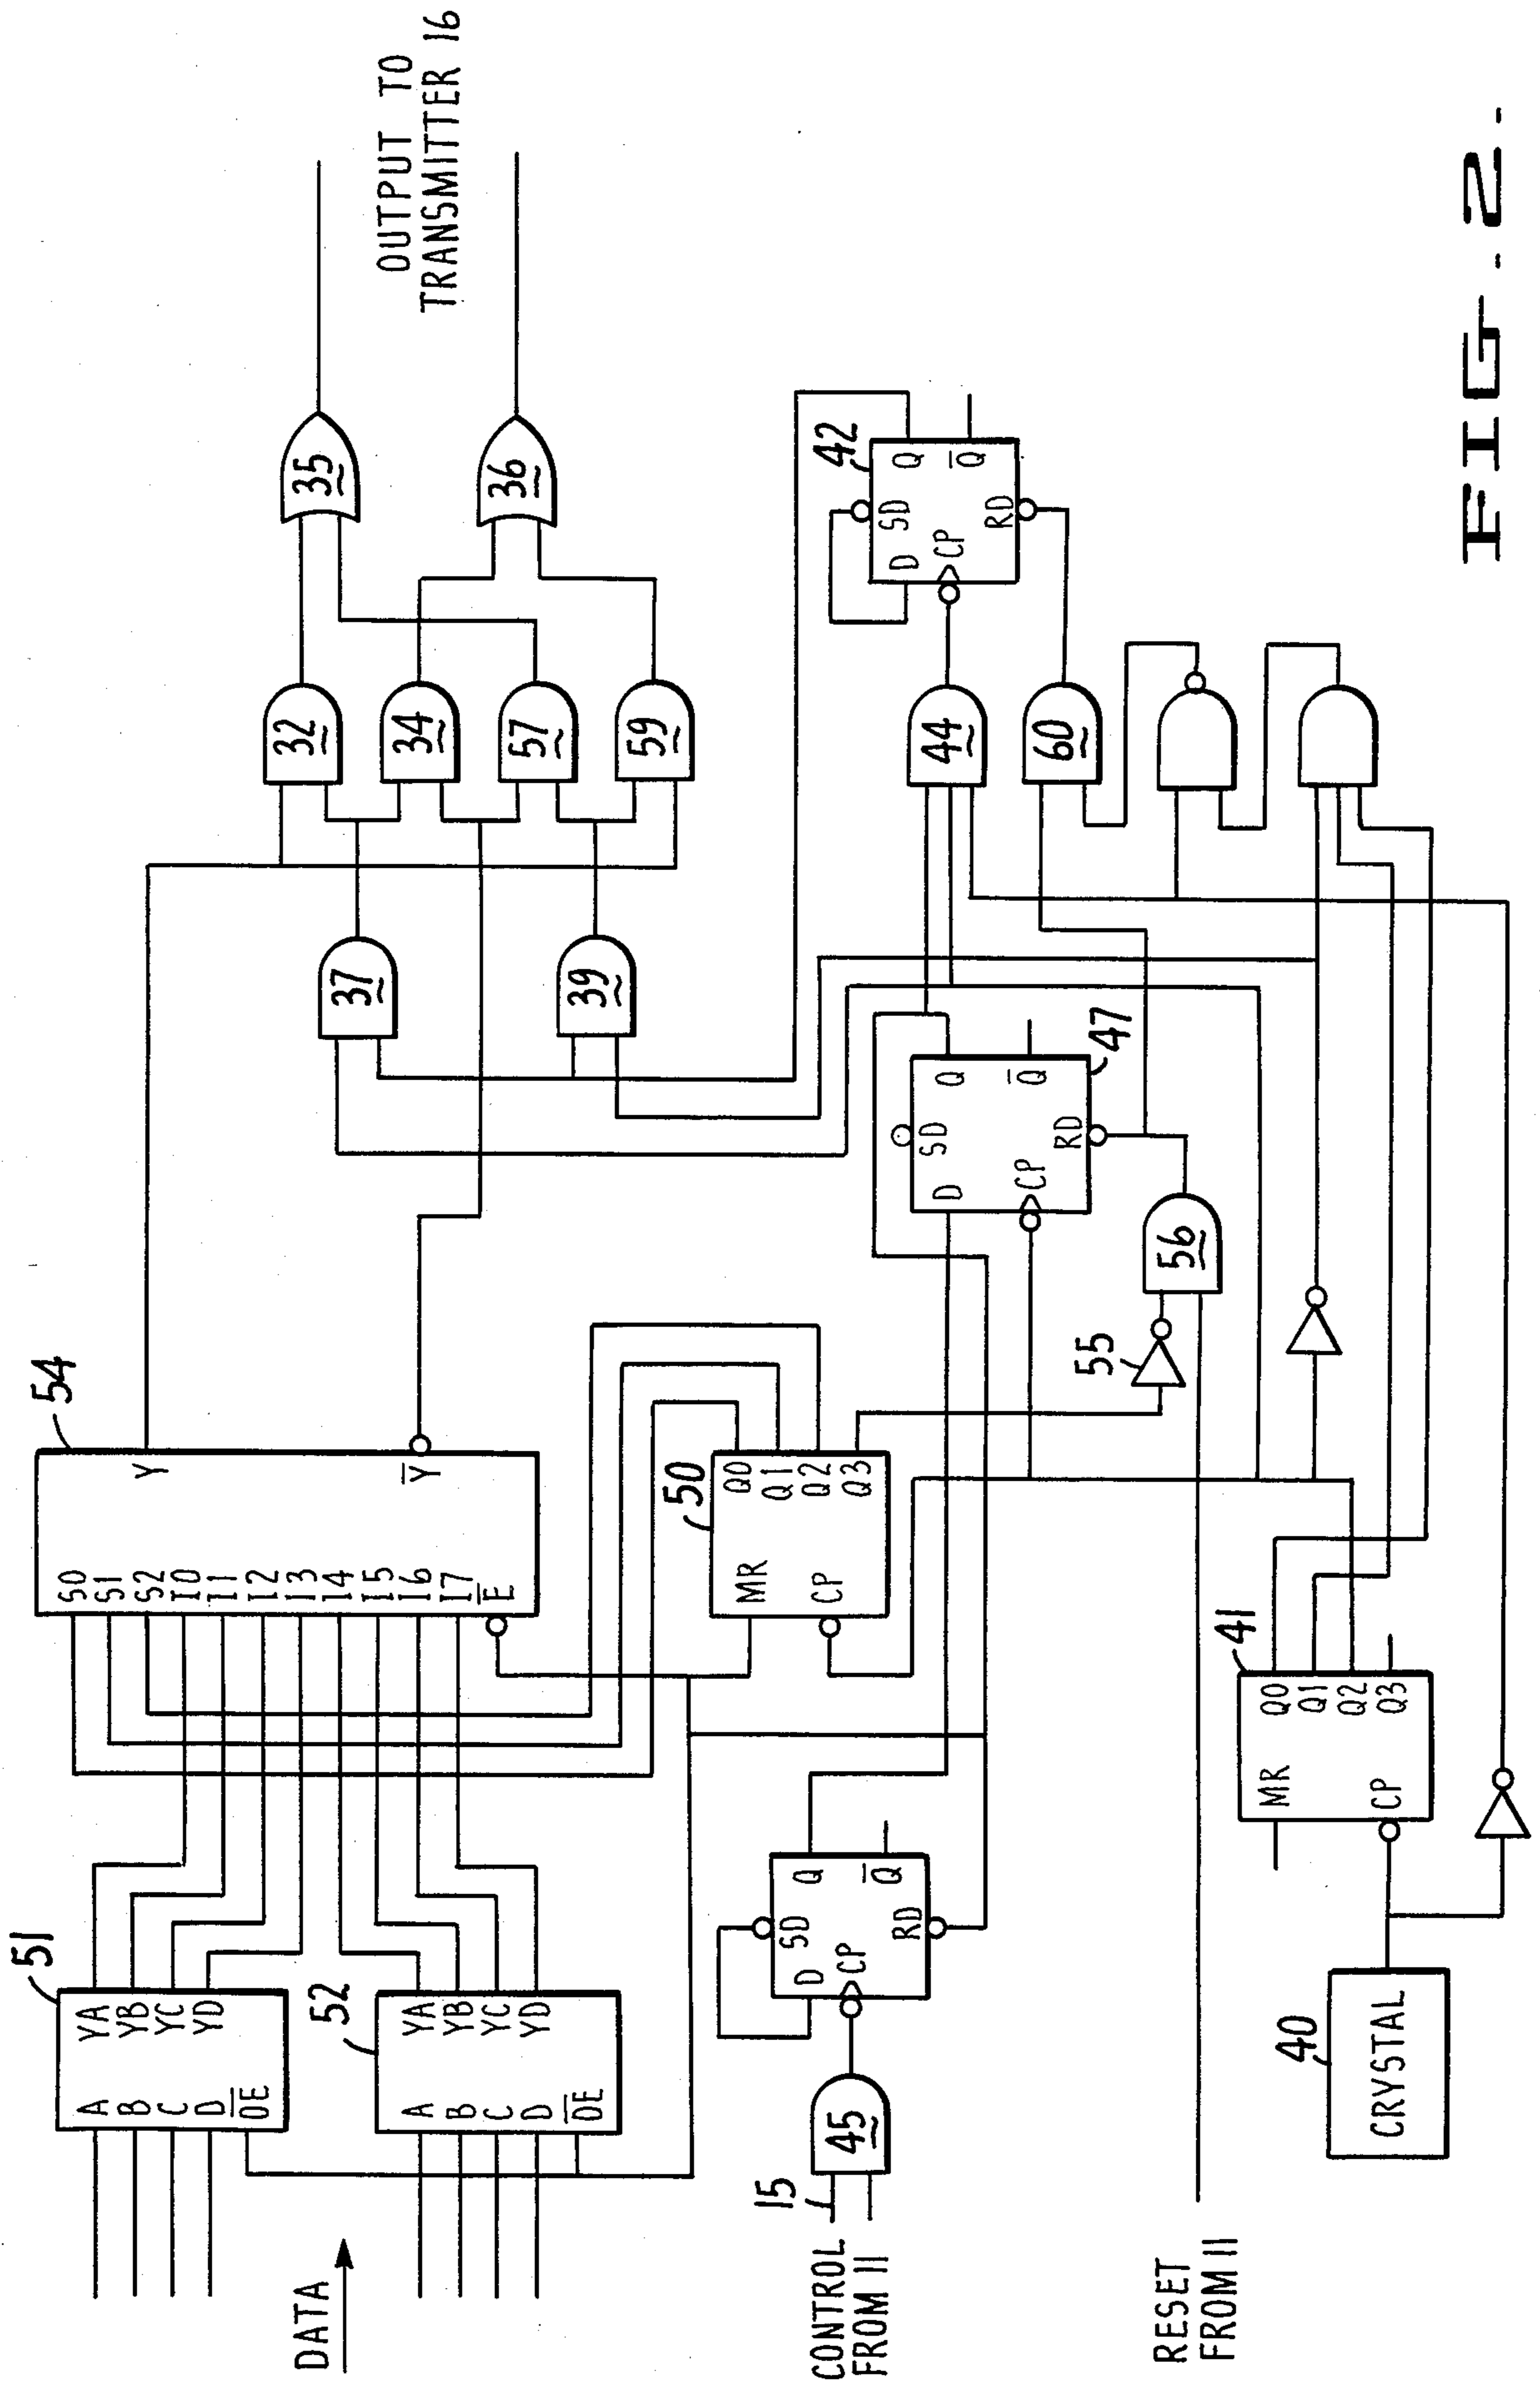 54
51
A YA
B YB
C YC
D YD
OE
52
A YA
B YB
C YC
D YD
OE
S0
S1
S2 Y
I0
I1
I2
I3
I4
I5
I6 Y
I7
E
DATA
32
34
57
59
35
36
OUTPUT TO
TRANSMITTER 16
37
39
50
MR Q0
Q1
CP Q2
Q3
15
CONTROL
FROM 11
45
D SD Q
CP
RD Q
47
D SD Q
CP
RD Q
42
D SD Q
CP
RD Q
44
60
55
56
RESET
FROM 11
41
MR Q0
Q1
Q2
CP Q3
40
CRYSTAL
FIG. 2.